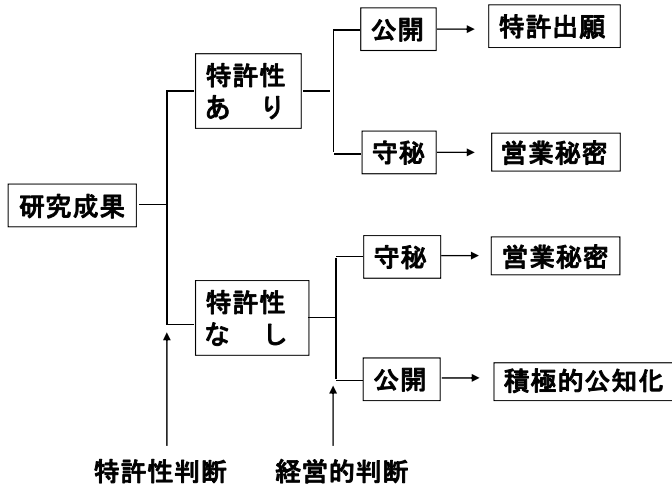 公開
特許出願
特許性
あ り
守秘
営業秘密
研究成果
守秘
営業秘密
特許性
な し
公開
積極的公知化
特許性判断
経営的判断